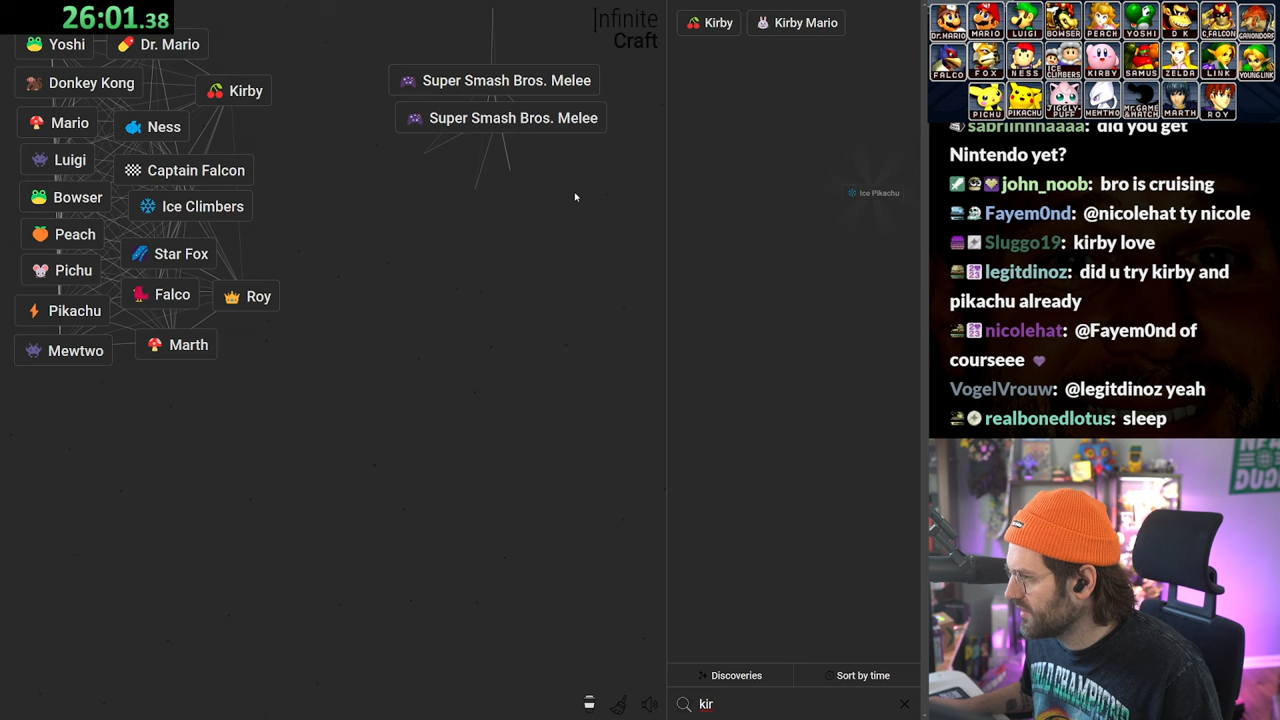 26:01.38
Infinite
Craft
Yoshi
Dr. Mario
Donkey Kong
Kirby
Mario
Ness
Luigi
Captain Falcon
Bowser
Ice Climbers
Peach
Star Fox
Pichu
Falco
Roy
Pikachu
Marth
Mewtwo
Super Smash Bros. Melee
Super Smash Bros. Melee
Kirby
Kirby Mario
Ice Pikachu
Discoveries
Sort by time
kir
DR.MARIO
MARIO
LUIGI
BOWSER
PEACH
YOSHI
D K
C.FALCON
GANONDORF
FALCO
FOX
NESS
ICE CLIMBERS
KIRBY
SAMUS
ZELDA
LINK
YOUNG LINK
PICHU
PIKACHU
JIGGLY-PUFF
MEWTWO
MR.GAME &WATCH
MARTH
ROY
sabriinnnaaaa: did you get
Nintendo yet?
john_noob: bro is cruising
Fayem0nd: @nicolehat ty nicole
Sluggo19: kirby love
legitdinoz: did u try kirby and
pikachu already
nicolehat: @Fayem0nd of
courseee
VogelVrouw: @legitdinoz yeah
realbonedlotus: sleep